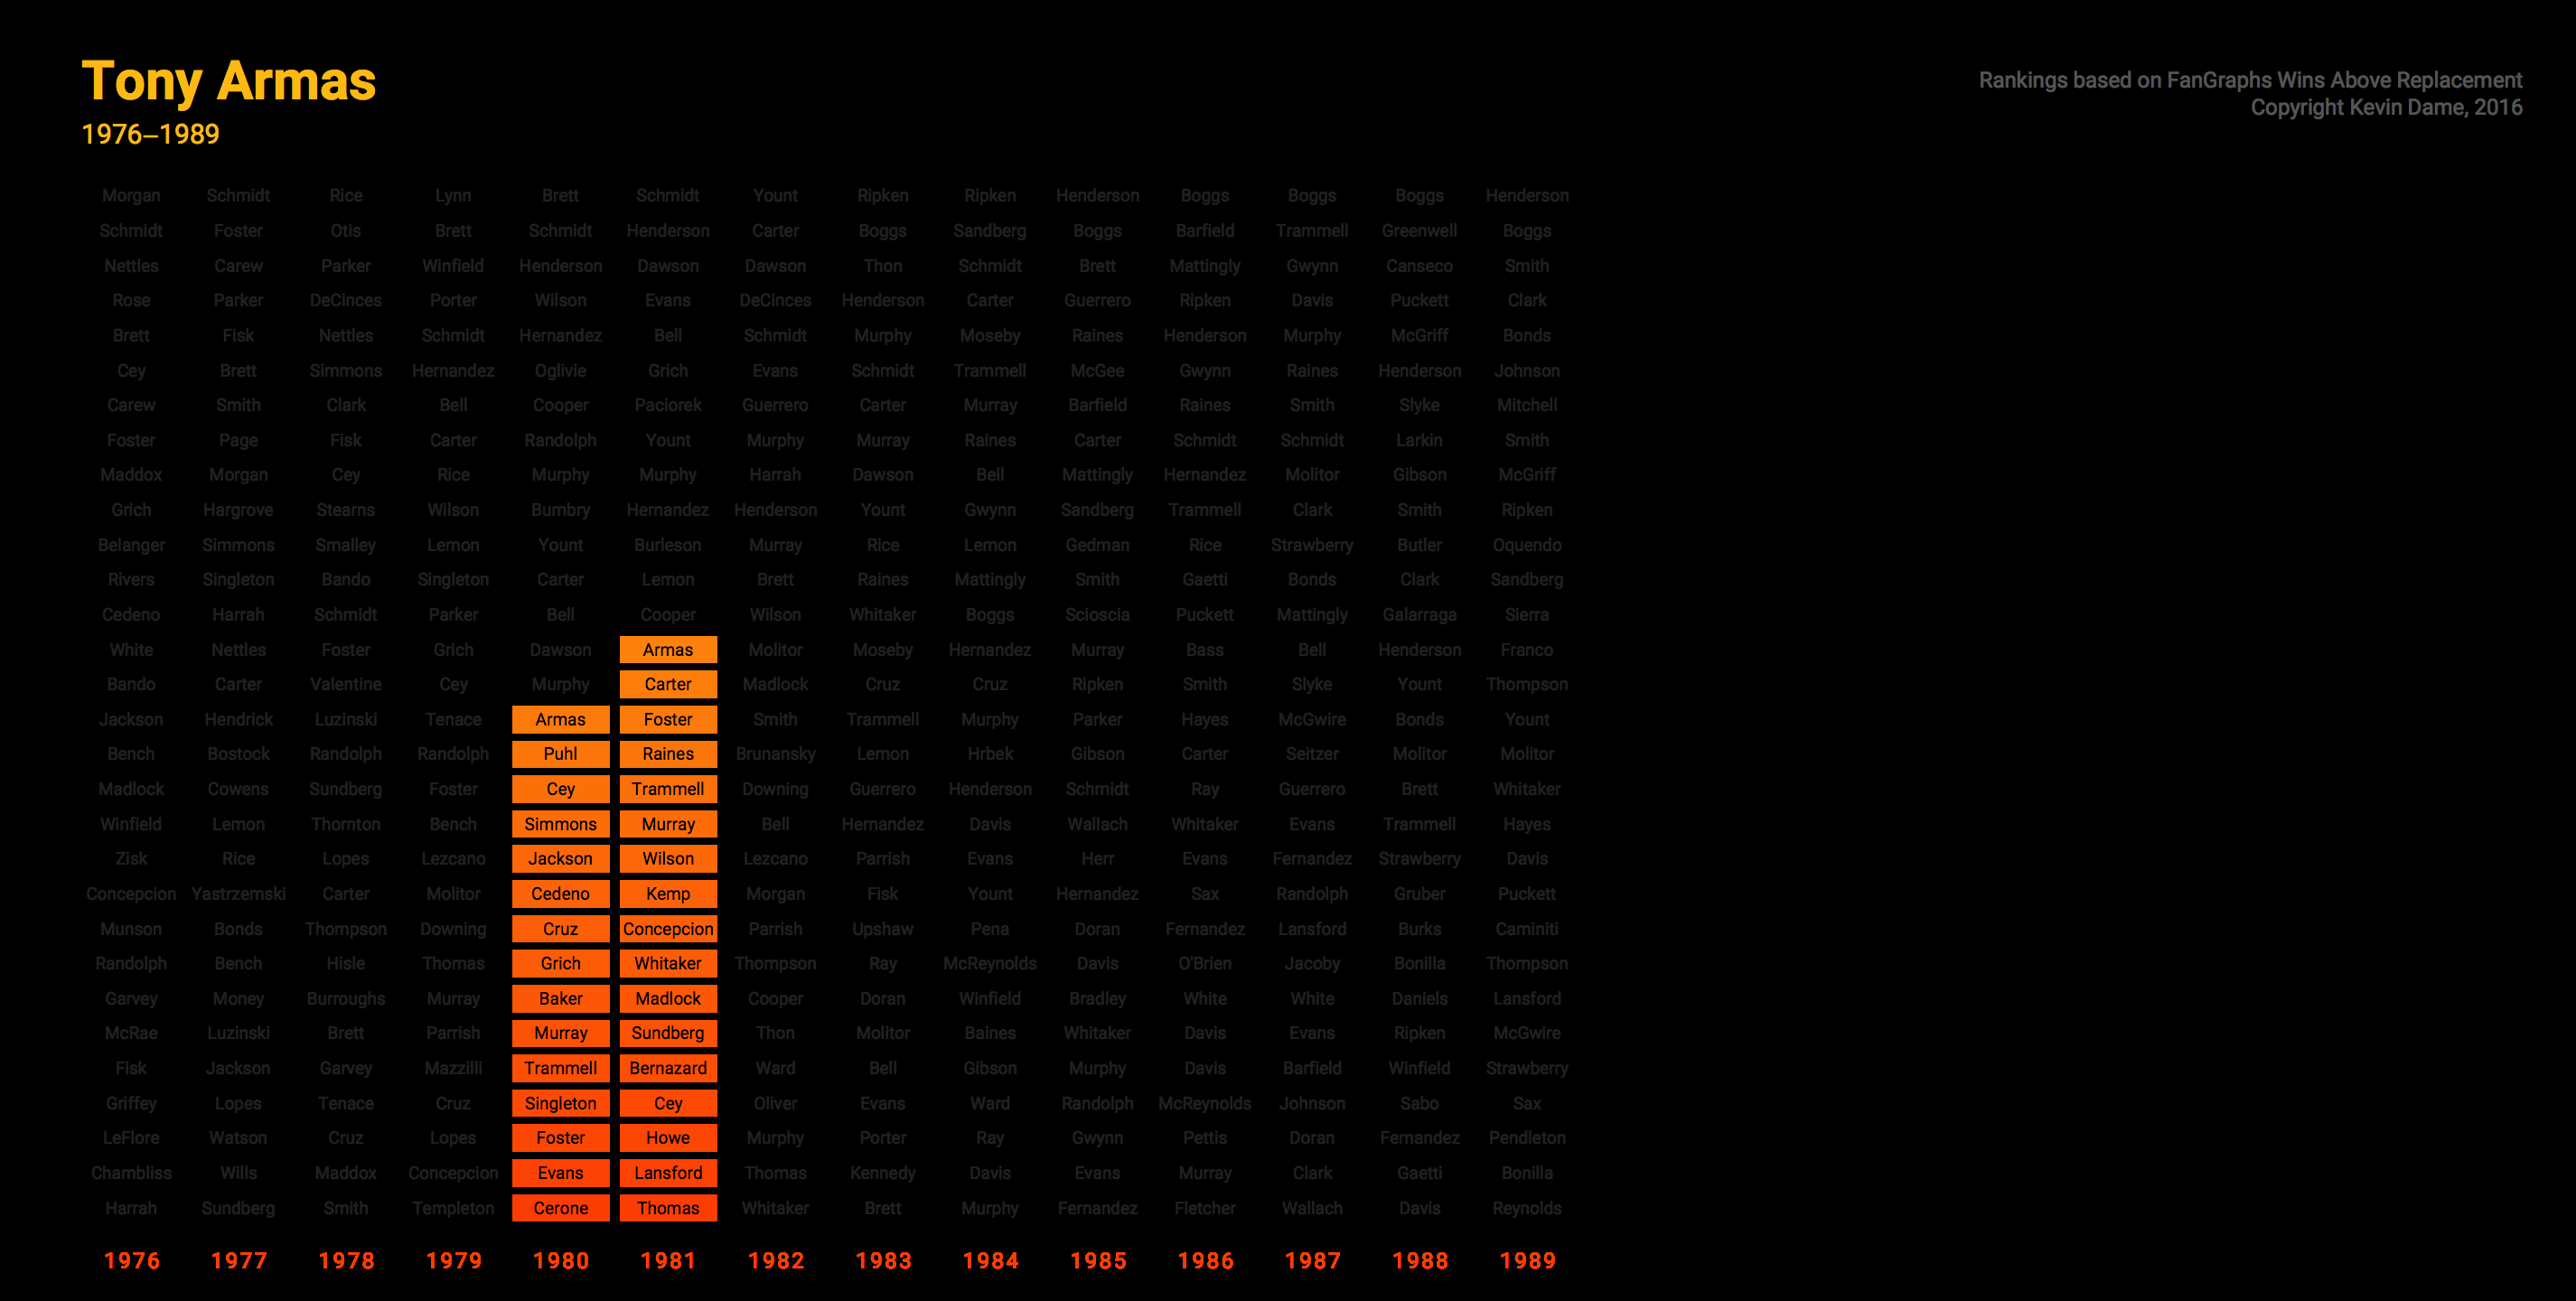 Tony Armas
1976–1989
Rankings based on FanGraphs Wins Above Replacement
Copyright Kevin Dame, 2016
Morgan Schmidt Rice Lynn Brett Schmidt Yount Ripken Ripken Henderson Boggs Boggs Boggs Henderson
Schmidt Foster Otis Brett Schmidt Henderson Carter Boggs Sandberg Boggs Barfield Trammell Greenwell Boggs
Nettles Carew Parker Winfield Henderson Dawson Dawson Thon Schmidt Brett Mattingly Gwynn Canseco Smith
Rose Parker DeCinces Porter Wilson Evans DeCinces Henderson Carter Guerrero Ripken Davis Puckett Clark
Brett Fisk Nettles Schmidt Hernandez Bell Schmidt Murphy Moseby Raines Henderson Murphy McGriff Bonds
Cey Brett Simmons Hernandez Oglivie Grich Evans Schmidt Trammell McGee Gwynn Raines Henderson Johnson
Carew Smith Clark Bell Cooper Paciorek Guerrero Carter Murray Barfield Raines Smith Slyke Mitchell
Foster Page Fisk Carter Randolph Yount Murphy Murray Raines Carter Schmidt Schmidt Larkin Smith
Maddox Morgan Cey Rice Murphy Murphy Harrah Dawson Bell Mattingly Hernandez Molitor Gibson McGriff
Grich Hargrove Stearns Wilson Bumbry Hernandez Henderson Yount Gwynn Sandberg Trammell Clark Smith Ripken
Belanger Simmons Smalley Lemon Yount Burleson Murray Rice Lemon Gedman Rice Strawberry Butler Oquendo
Rivers Singleton Bando Singleton Carter Lemon Brett Raines Mattingly Smith Gaetti Bonds Clark Sandberg
Cedeno Harrah Schmidt Parker Bell Cooper Wilson Whitaker Boggs Scioscia Puckett Mattingly Galarraga Sierra
White Nettles Foster Grich Dawson Armas Molitor Moseby Hernandez Murray Bass Bell Henderson Franco
Bando Carter Valentine Cey Murphy Carter Madlock Cruz Cruz Ripken Smith Slyke Yount Thompson
Jackson Hendrick Luzinski Tenace Armas Foster Smith Trammell Murphy Parker Hayes McGwire Bonds Yount
Bench Bostock Randolph Randolph Puhl Raines Brunansky Lemon Hrbek Gibson Carter Seitzer Molitor Molitor
Madlock Cowens Sundberg Foster Cey Trammell Downing Guerrero Henderson Schmidt Ray Guerrero Brett Whitaker
Winfield Lemon Thornton Bench Simmons Murray Bell Hernandez Davis Wallach Whitaker Evans Trammell Hayes
Zisk Rice Lopes Lezcano Jackson Wilson Lezcano Parrish Evans Herr Evans Fernandez Strawberry Davis
Concepcion Yastrzemski Carter Molitor Cedeno Kemp Morgan Fisk Yount Hernandez Sax Randolph Gruber Puckett
Munson Bonds Thompson Downing Cruz Concepcion Parrish Upshaw Pena Doran Fernandez Lansford Burks Caminiti
Randolph Bench Hisle Thomas Grich Whitaker Thompson Ray McReynolds Davis O'Brien Jacoby Bonilla Thompson
Garvey Money Burroughs Murray Baker Madlock Cooper Doran Winfield Bradley White White Daniels Lansford
McRae Luzinski Brett Parrish Murray Sundberg Thon Molitor Baines Whitaker Davis Evans Ripken McGwire
Fisk Jackson Garvey Mazzilli Trammell Bernazard Ward Bell Gibson Murphy Davis Barfield Winfield Strawberry
Griffey Lopes Tenace Cruz Singleton Cey Oliver Evans Ward Randolph McReynolds Johnson Sabo Sax
LeFlore Watson Cruz Lopes Foster Howe Murphy Porter Ray Gwynn Pettis Doran Fernandez Pendleton
Chambliss Wills Maddox Concepcion Evans Lansford Thomas Kennedy Davis Evans Murray Clark Gaetti Bonilla
Harrah Sundberg Smith Templeton Cerone Thomas Whitaker Brett Murphy Fernandez Fletcher Wallach Davis Reynolds
1976 1977 1978 1979 1980 1981 1982 1983 1984 1985 1986 1987 1988 1989